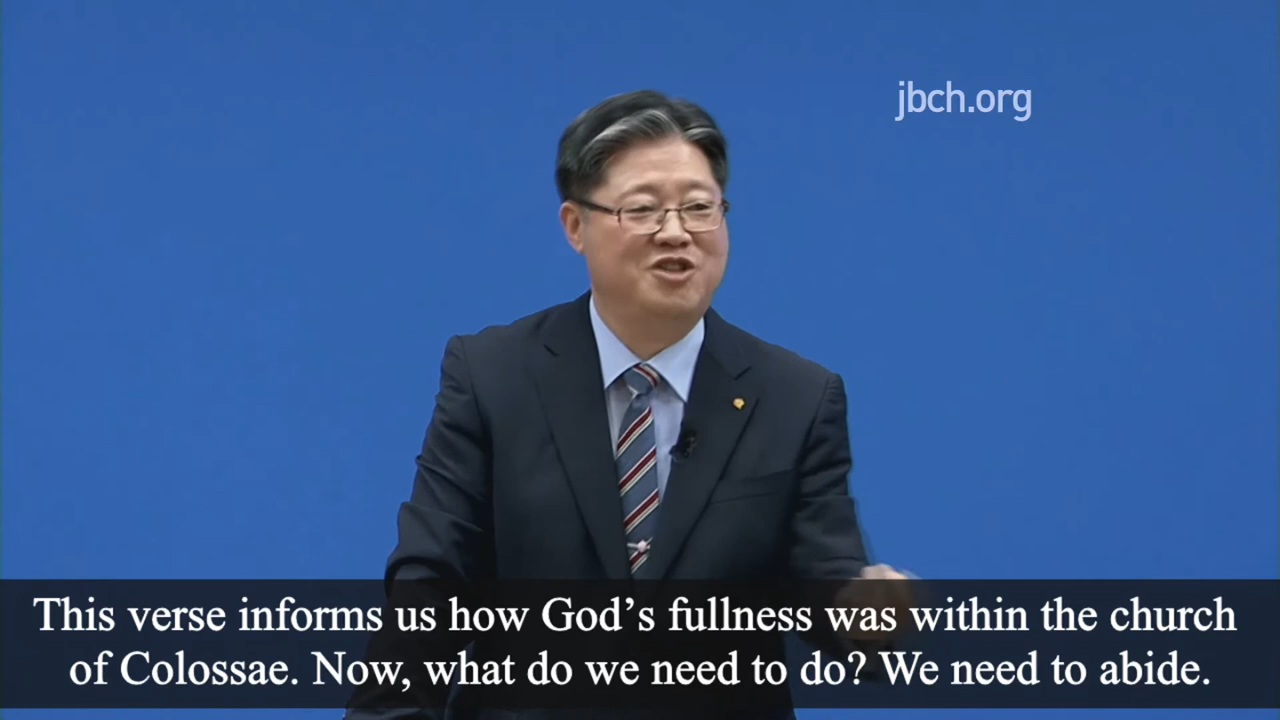 jbch.org
This verse informs us how God’s fullness was within the church
of Colossae. Now, what do we need to do? We need to abide.